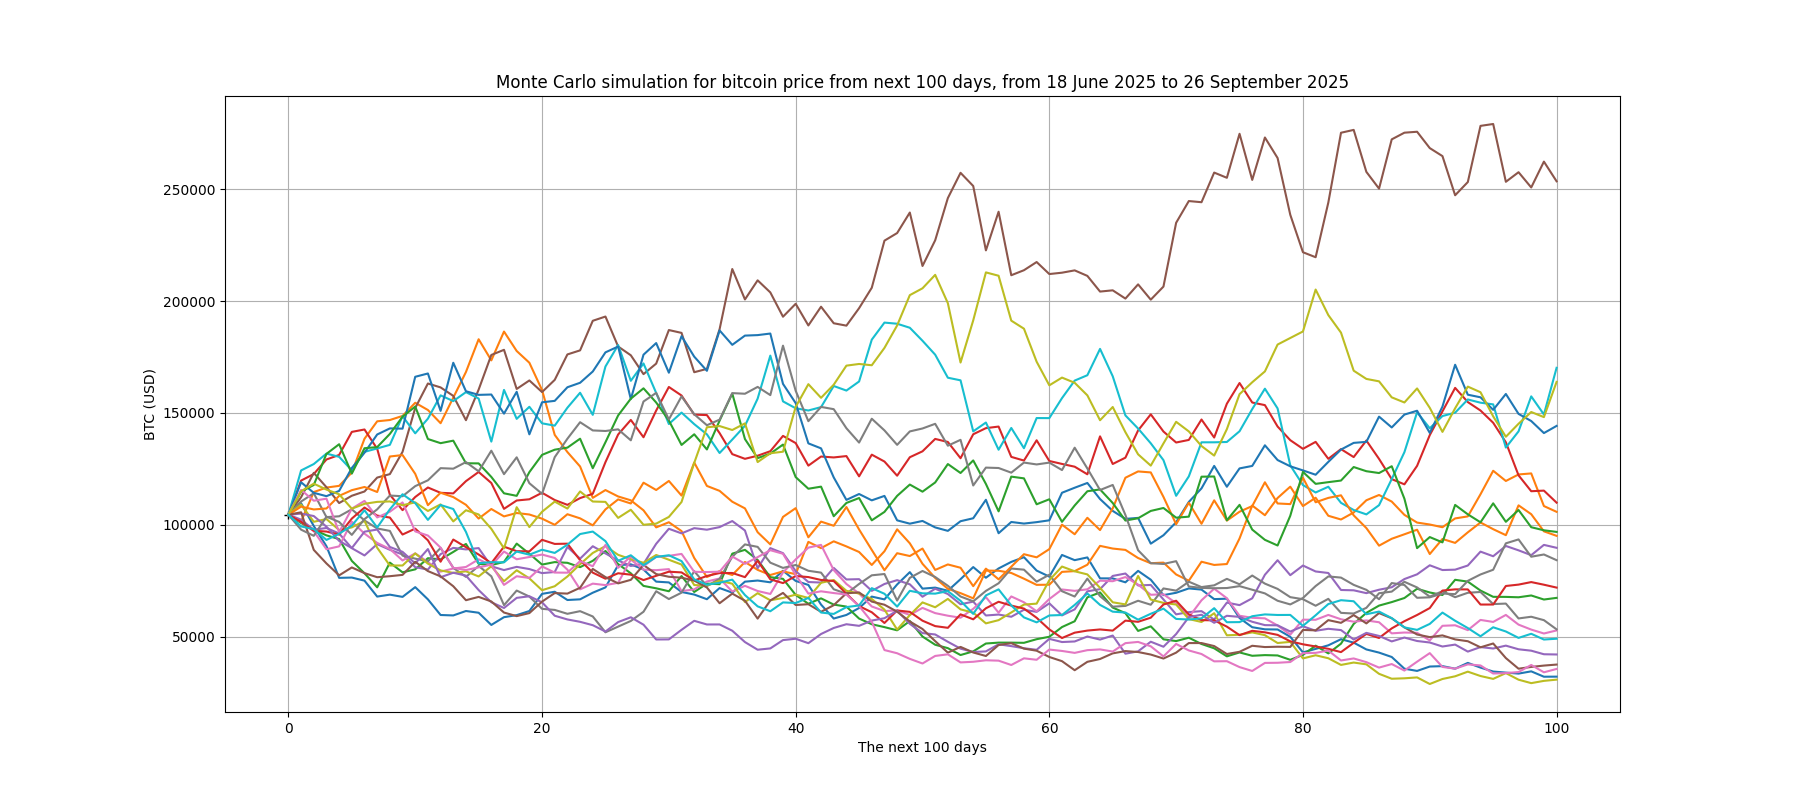 Monte Carlo simulation for bitcoin price from next 100 days, from 18 June 2025 to 26 September 2025
250000
200000
150000
100000
50000
BTC (USD)
0 20 40 60 80 100
The next 100 days